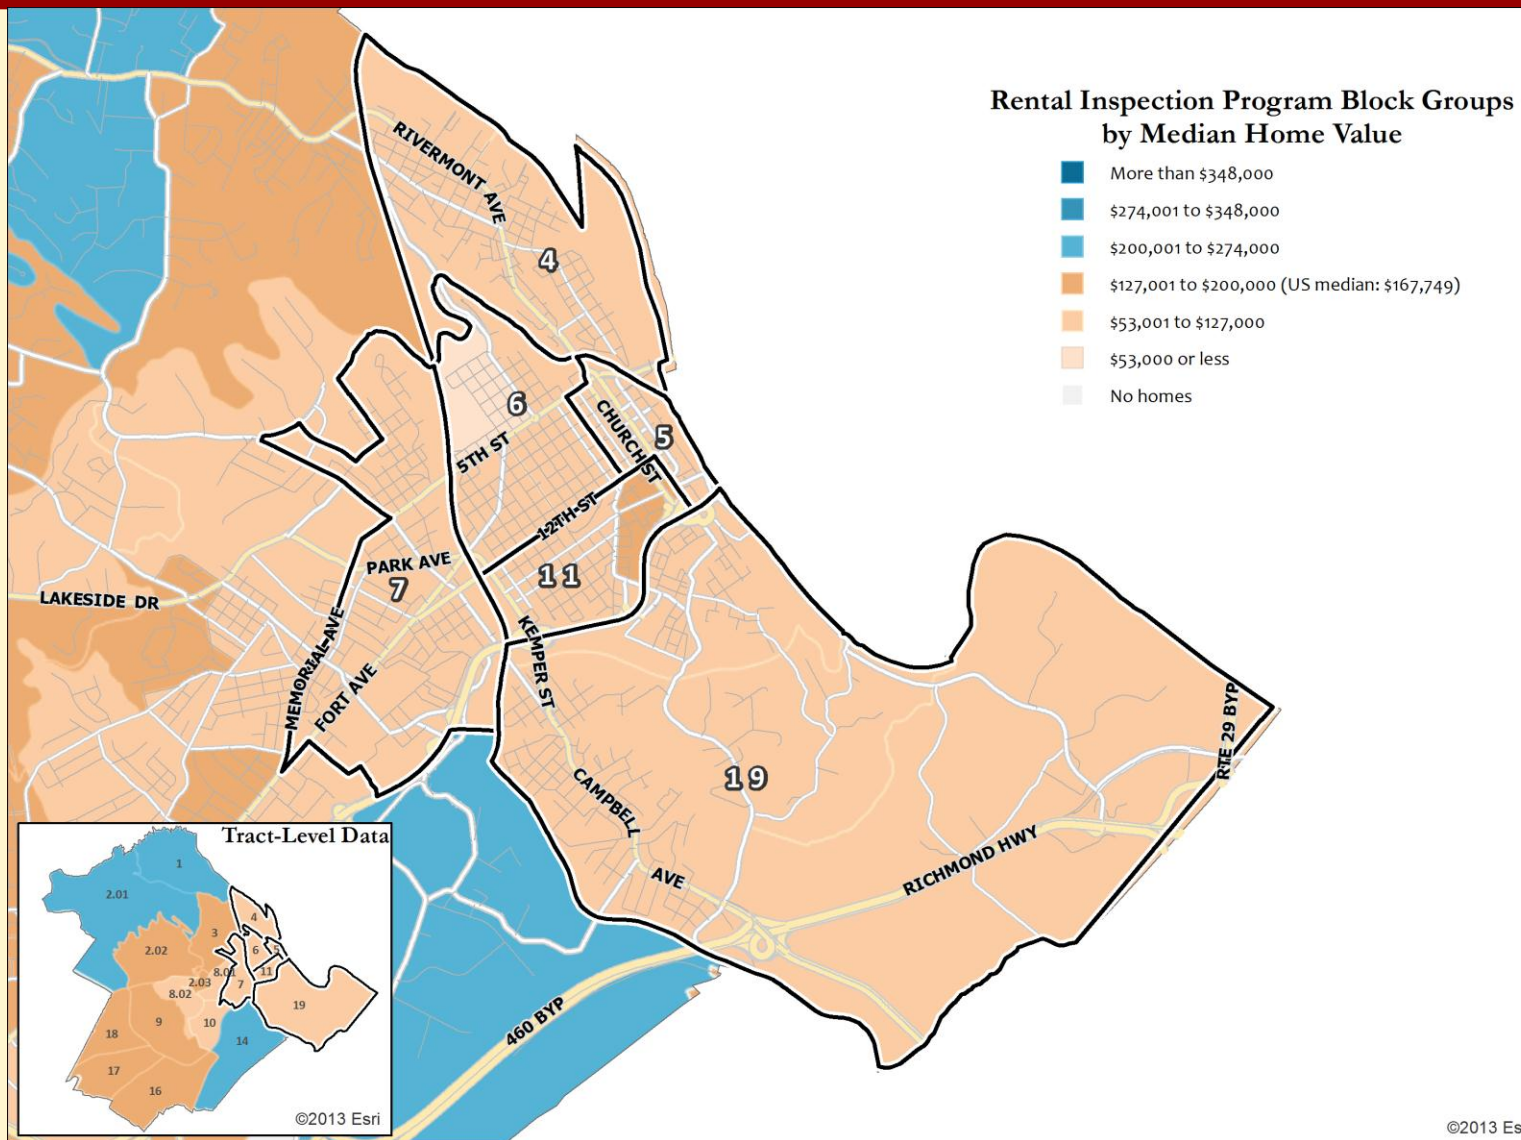 Rental Inspection Program Block Groups
by Median Home Value
More than $348,000
$274,001 to $348,000
$200,001 to $274,000
$127,001 to $200,000 (US median: $167,749)
$53,001 to $127,000
$53,000 or less
No homes
RIVERMONT AVE
4
6
5
CHURCH ST
5TH ST
12TH ST
PARK AVE
7
11
LAKESIDE DR
MEMORIAL AVE
FORT AVE
KEMPER ST
RTE 29 BYP
19
CAMPBELL
AVE
RICHMOND HWY
460 BYP
Tract-Level Data
1
2.01
4
3
2.02
6
5
8.01
11
2.03
7
8.02
19
9
10
18
14
17
16
©2013 Esri
©2013 Es